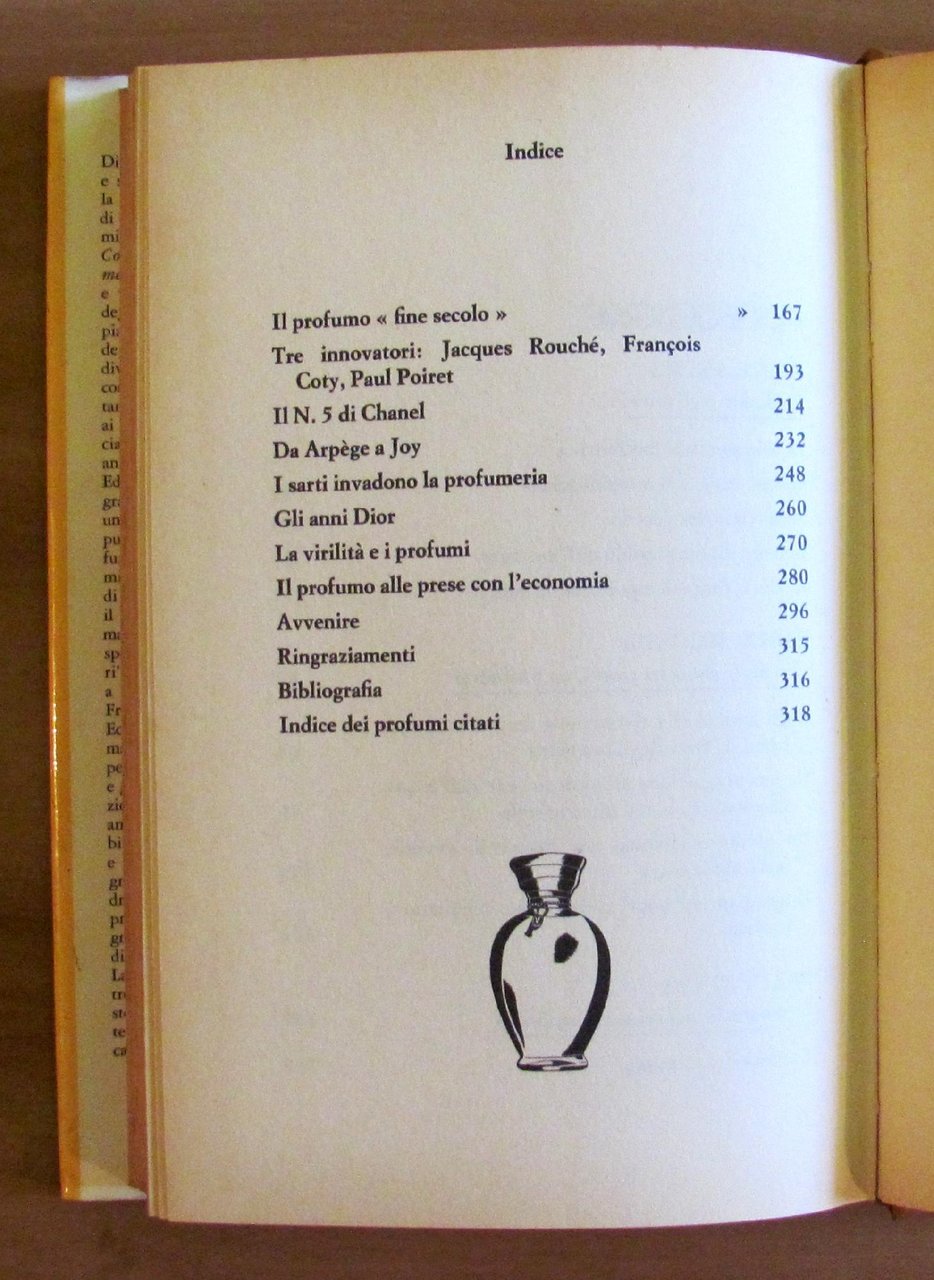 Indice
Il profumo « fine secolo » » 167
Tre innovatori: Jacques Rouché, François
Coty, Paul Poiret 193
Il N. 5 di Chanel 214
Da Arpège a Joy 232
I sarti invadono la profumeria 248
Gli anni Dior 260
La virilità e i profumi 270
Il profumo alle prese con l'economia 280
Avvenire 296
Ringraziamenti 315
Bibliografia 316
Indice dei profumi citati 318